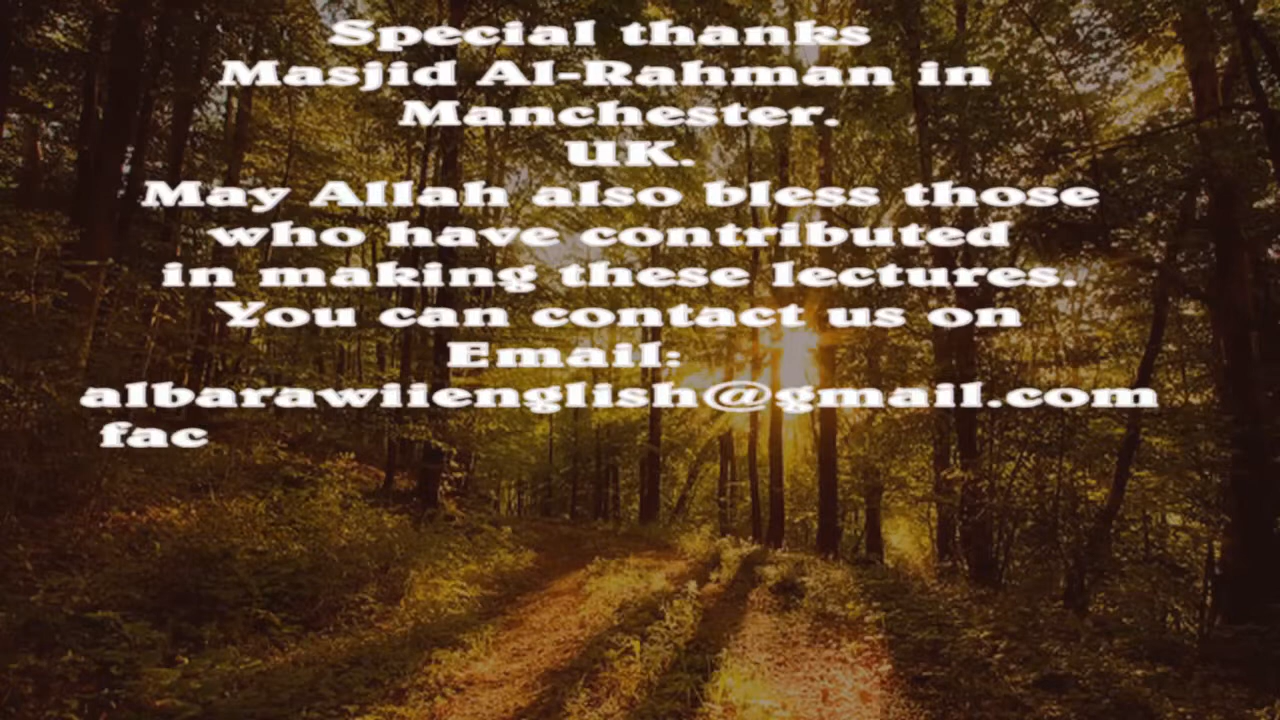 Special thanks
Masjid Al-Rahman in
Manchester.
UK.
May Allah also bless those
who have contributed
in making these lectures.
You can contact us on
Email:
albarawiienglish@gmail.com
fac